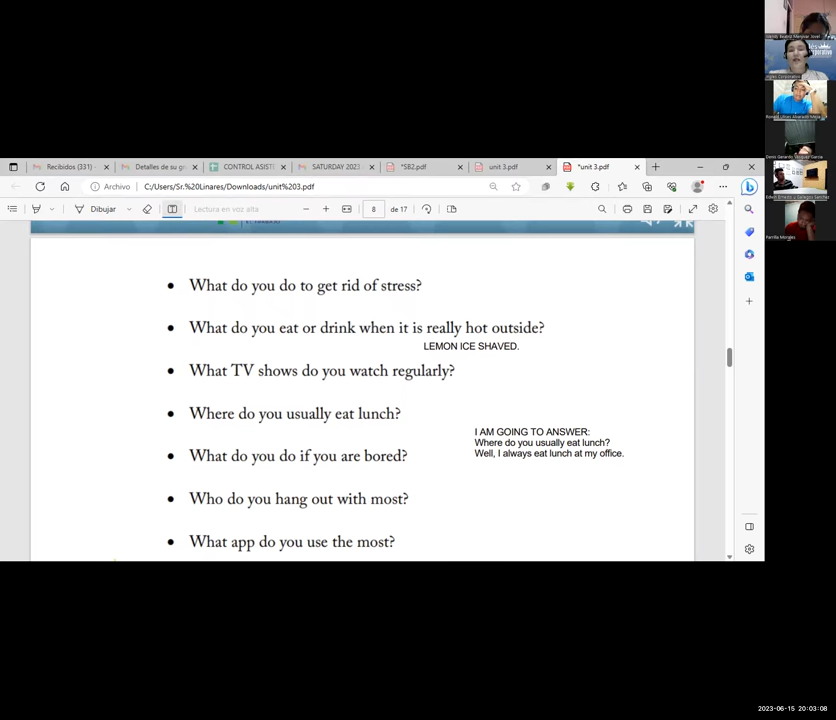 Recibidos (331)
Detalles de su g
CONTROL ASIST
SATURDAY 2023
*SB2.pdf
unit 3.pdf
*unit 3.pdf
Archivo C:/Users/Sr.%20Linares/Downloads/unit%203.pdf
Dibujar Lectura en voz alta 8 de 17
• What do you do to get rid of stress?
• What do you eat or drink when it is really hot outside?
LEMON ICE SHAVED.
• What TV shows do you watch regularly?
• Where do you usually eat lunch?
I AM GOING TO ANSWER:
Where do you usually eat lunch?
Well, I always eat lunch at my office.
• What do you do if you are bored?
• Who do you hang out with most?
• What app do you use the most?
2023-06-15 20:03:08